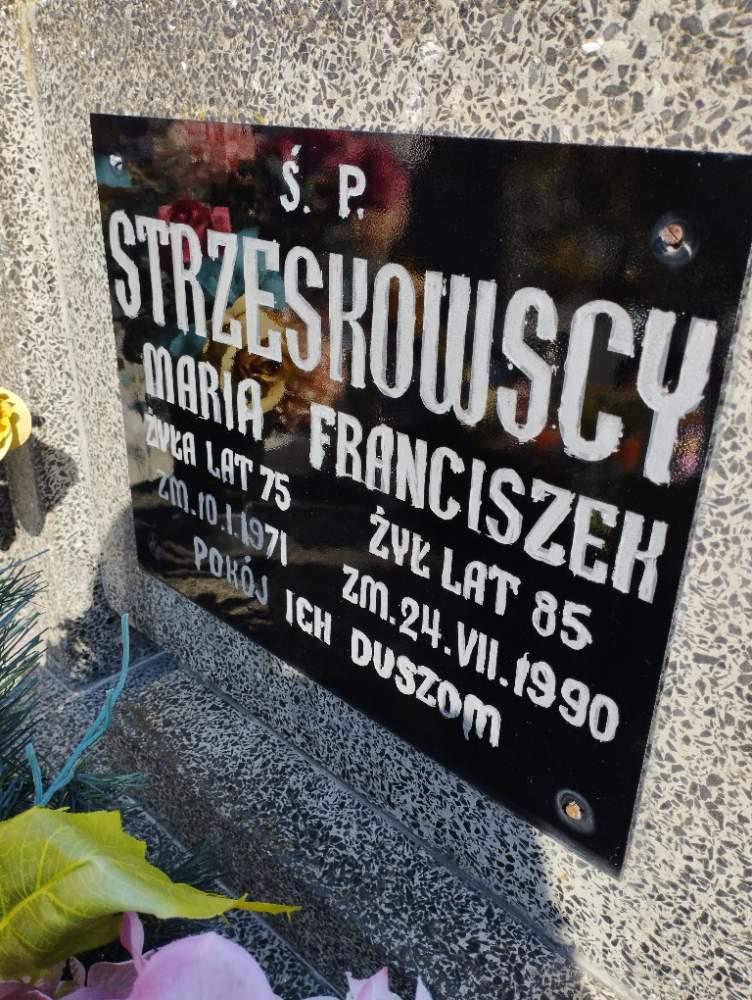 Ś. P.
STRZESKOWSCY
MARIA FRANCISZEK
ŻYŁA LAT 75 ŻYŁ LAT 85
ZM.10.I.1971 ZM.24.VII.1990
POKÓJ ICH DUSZOM